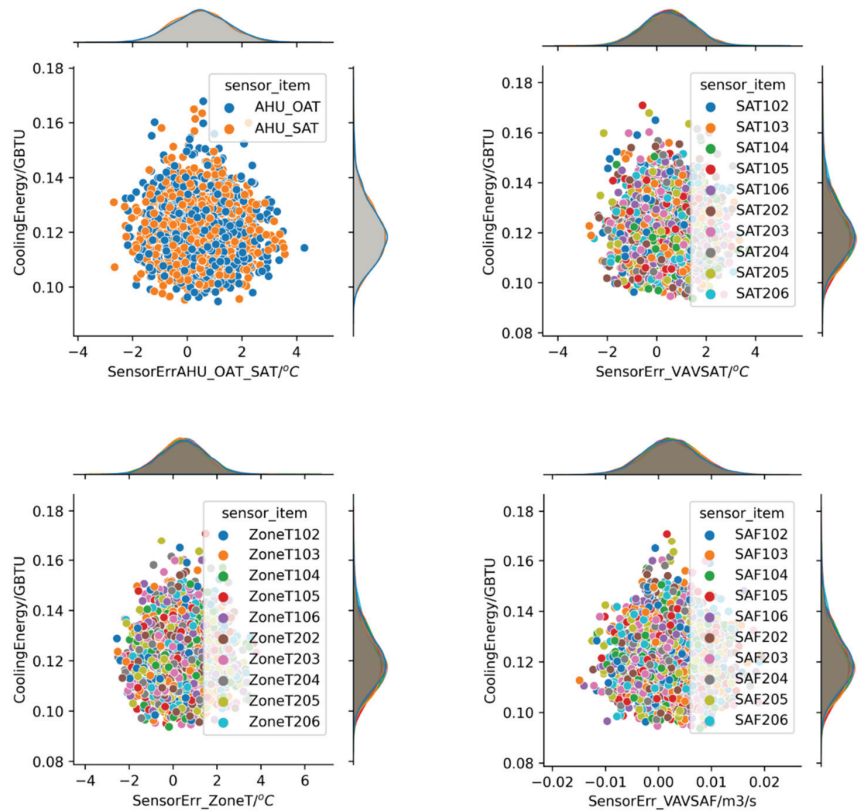 sensor_item
AHU_OAT
AHU_SAT
0.18
0.16
0.14
0.12
0.10
CoolingEnergy/GBTU
−4 −2 0 2 4
SensorErrAHU_OAT_SAT/°C
sensor_item
SAT102
SAT103
SAT104
SAT105
SAT106
SAT202
SAT203
SAT204
SAT205
SAT206
0.18
0.16
0.14
0.12
0.10
0.08
CoolingEnergy/GBTU
−4 −2 0 2 4
SensorErr_VAVSAT/°C
sensor_item
ZoneT102
ZoneT103
ZoneT104
ZoneT105
ZoneT106
ZoneT202
ZoneT203
ZoneT204
ZoneT205
ZoneT206
0.18
0.16
0.14
0.12
0.10
0.08
CoolingEnergy/GBTU
−4 −2 0 2 4 6
SensorErr_ZoneT/°C
sensor_item
SAF102
SAF103
SAF104
SAF105
SAF106
SAF202
SAF203
SAF204
SAF205
SAF206
0.18
0.16
0.14
0.12
0.10
0.08
CoolingEnergy/GBTU
−0.02 −0.01 0.00 0.01 0.02
SensorErr_VAVSAF/m3/s